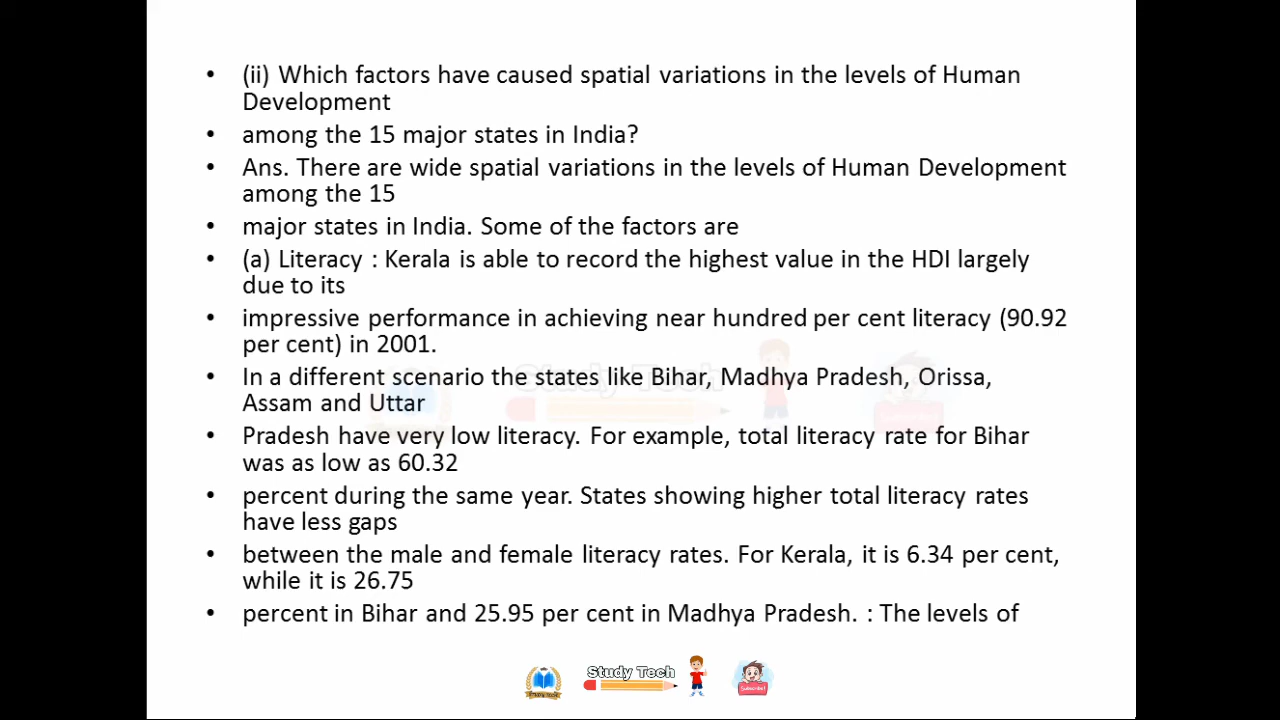 • (ii) Which factors have caused spatial variations in the levels of Human
Development
• among the 15 major states in India?
• Ans. There are wide spatial variations in the levels of Human Development
among the 15
• major states in India. Some of the factors are
• (a) Literacy : Kerala is able to record the highest value in the HDI largely
due to its
• impressive performance in achieving near hundred per cent literacy (90.92
per cent) in 2001.
• In a different scenario the states like Bihar, Madhya Pradesh, Orissa,
Assam and Uttar
• Pradesh have very low literacy. For example, total literacy rate for Bihar
was as low as 60.32
• percent during the same year. States showing higher total literacy rates
have less gaps
• between the male and female literacy rates. For Kerala, it is 6.34 per cent,
while it is 26.75
• percent in Bihar and 25.95 per cent in Madhya Pradesh. : The levels of
Study Tech
Subscribe!